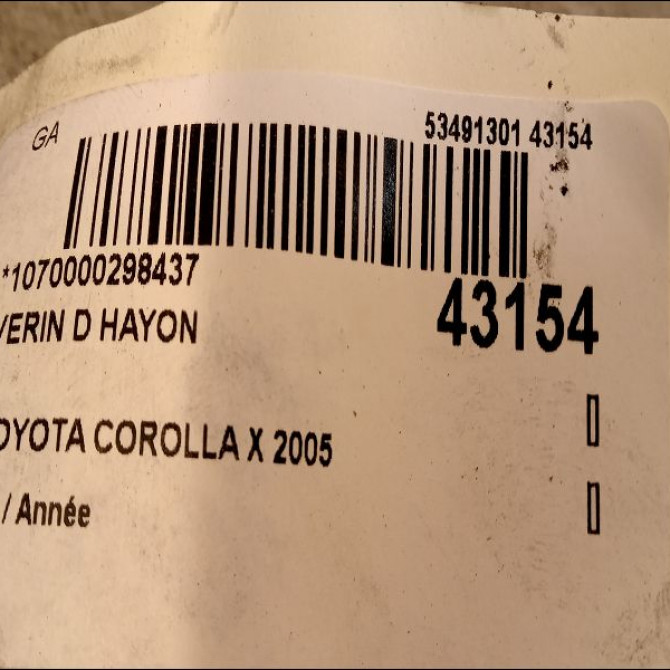 GA
53491301 43154
*1070000298437
VERIN D HAYON
43154
OYOTA COROLLA X 2005
/ Année